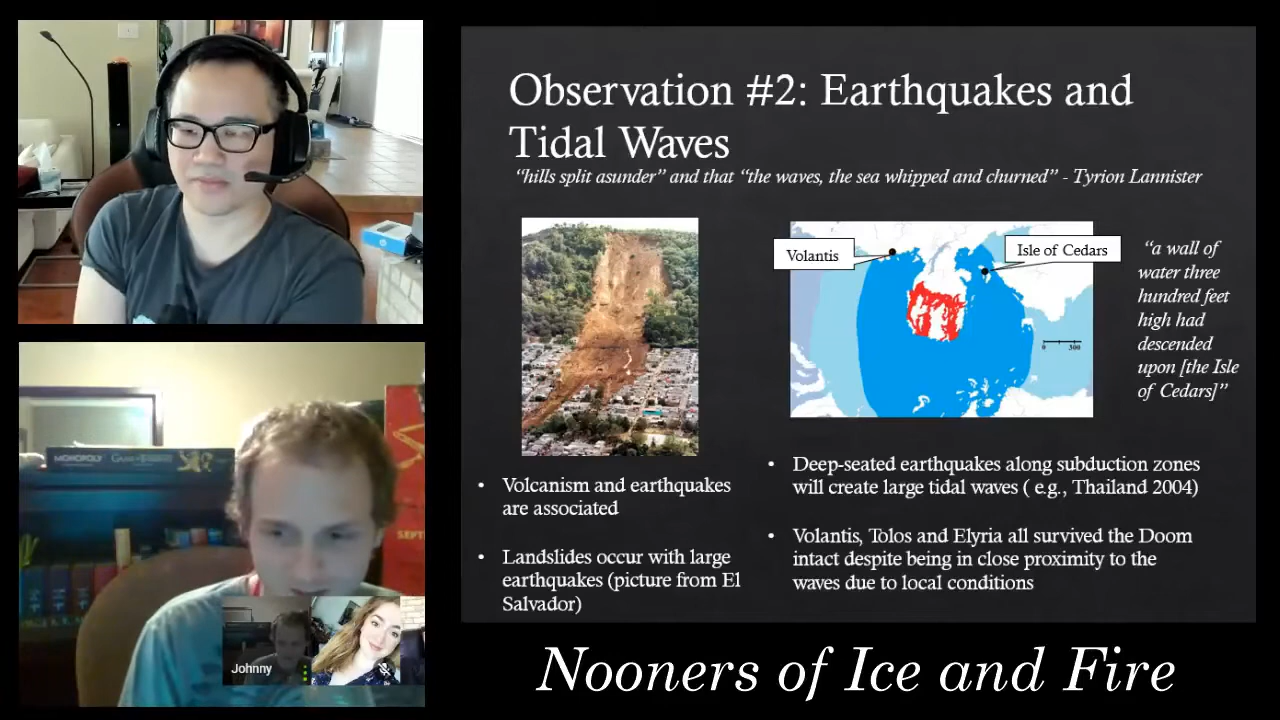 Observation #2: Earthquakes and
Tidal Waves
“hills split asunder” and that “the waves, the sea whipped and churned” - Tyrion Lannister
Volantis
Isle of Cedars
0 300
“a wall of
water three
hundred feet
high had
descended
upon [the Isle
of Cedars]”
• Volcanism and earthquakes
are associated
• Landslides occur with large
earthquakes (picture from El
Salvador)
• Deep-seated earthquakes along subduction zones
will create large tidal waves ( e.g., Thailand 2004)
• Volantis, Tolos and Elyria all survived the Doom
intact despite being in close proximity to the
waves due to local conditions
MONOPOLY
GAME OF THRONES
SEPT
Johnny
Nooners of Ice and Fire